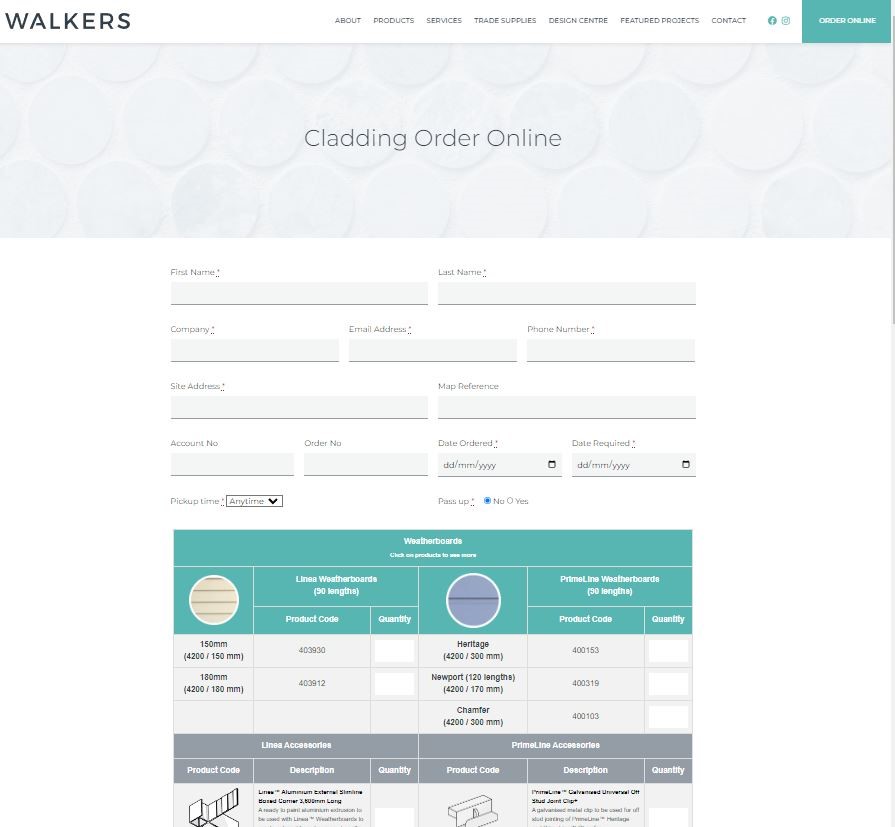 WALKERS
ABOUT PRODUCTS SERVICES TRADE SUPPLIES DESIGN CENTRE FEATURED PROJECTS CONTACT ORDER ONLINE
Cladding Order Online
First Name * Last Name *
Company * Email Address * Phone Number *
Site Address * Map Reference
Account No Order No Date Ordered * Date Required *
dd/mm/yyyy dd/mm/yyyy
Pickup time * Anytime Pass up * No Yes
Weatherboards
Click on products to see more
Linea Weatherboards
(90 lengths)
PrimeLine Weatherboards
(90 lengths)
Product Code Quantity Product Code Quantity
150mm
(4200 / 150 mm)
403930
Heritage
(4200 / 300 mm)
400153
180mm
(4200 / 180 mm)
403912
Newport (120 lengths)
(4200 / 170 mm)
400319
Chamfer
(4200 / 300 mm)
400103
Linea Accessories PrimeLine Accessories
Product Code Description Quantity Product Code Description Quantity
Linea™ Aluminium External Slimline
Boxed Corner 3,600mm Long
A ready to paint aluminium extrusion to
be used with Linea™ Weatherboards to
PrimeLine™ Galvanised Universal Off
Stud Joint Clip+
A galvanised metal clip to be used for off
stud jointing of PrimeLine™ Heritage